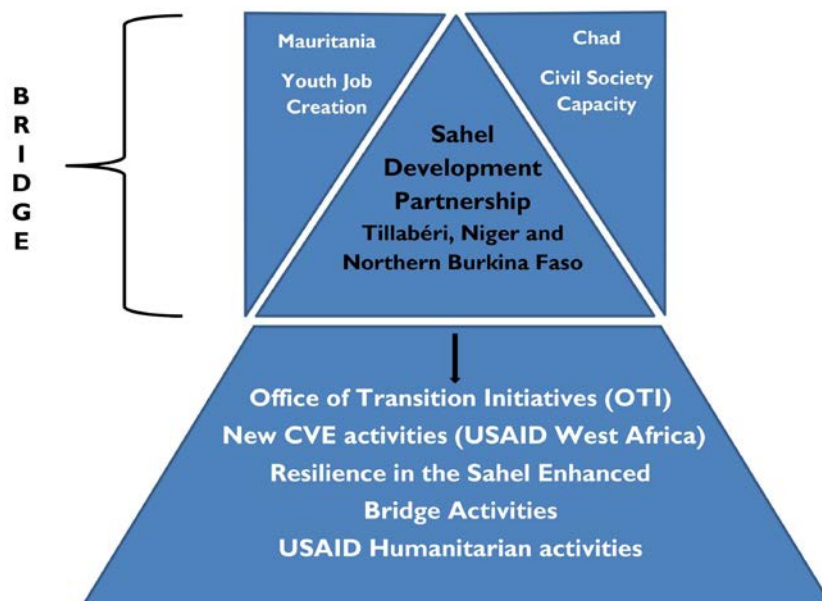 BRIDGE
Mauritania
Youth Job
Creation
Chad
Civil Society
Capacity
Sahel
Development
Partnership
Tillabéri, Niger and
Northern Burkina Faso
Office of Transition Initiatives (OTI)
New CVE activities (USAID West Africa)
Resilience in the Sahel Enhanced
Bridge Activities
USAID Humanitarian activities